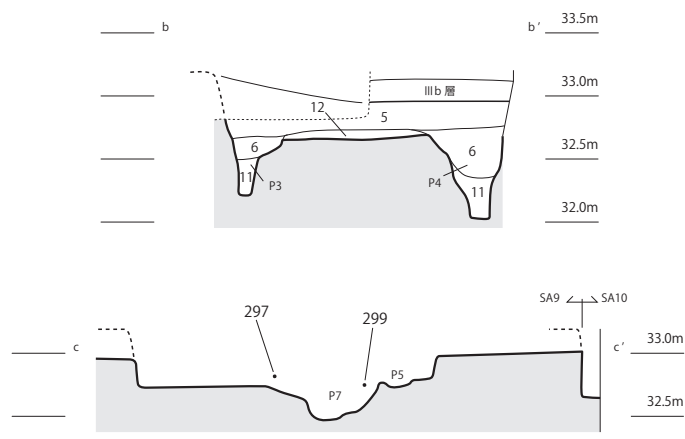 b
b'
33.5m
33.0m
Ⅲb 層
12
5
32.5m
6
6
P3
P4
11
11
32.0m
SA9
SA10
297
299
c
c'
33.0m
P5
P7
32.5m